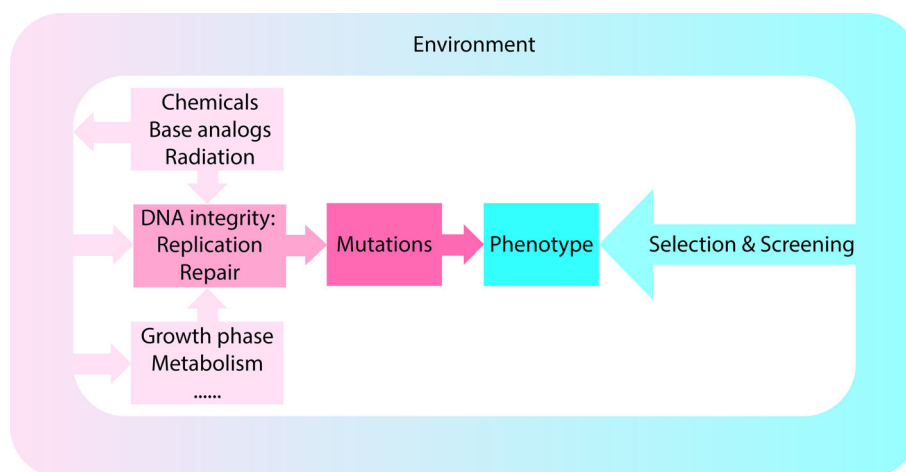 Environment
Chemicals
Base analogs
Radiation
DNA integrity:
Replication
Repair
Mutations
Phenotype
Selection & Screening
Growth phase
Metabolism
......